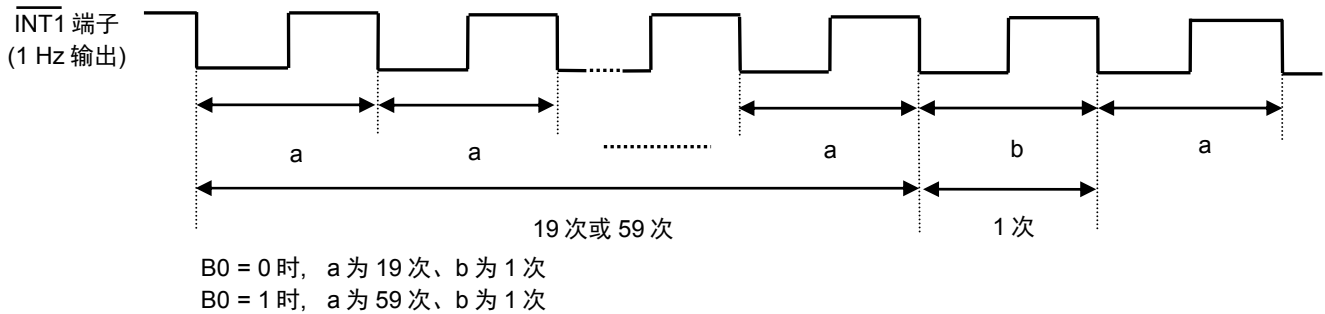 INT1 端子
(1 Hz 输出)
a
a
a
b
a
19 次或 59 次
1 次
B0 = 0 时, a 为 19 次、b 为 1 次
B0 = 1 时, a 为 59 次、b 为 1 次